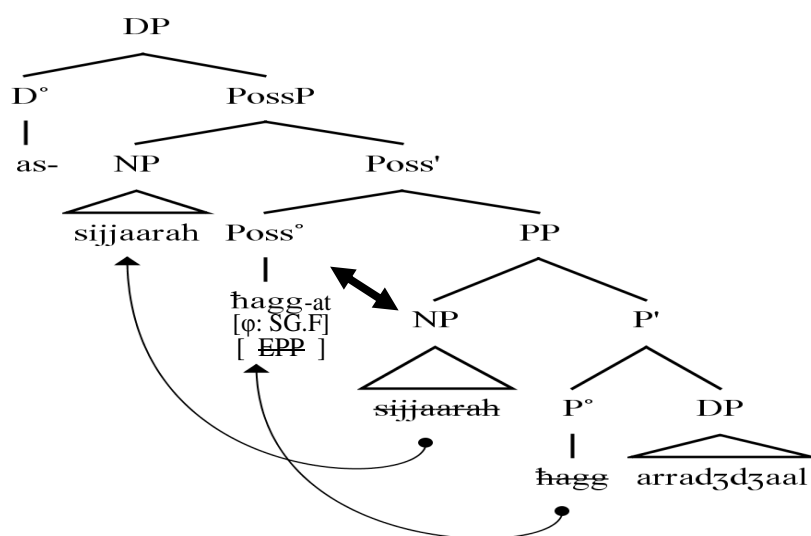 DP
D° PossP
as- NP Poss'
sijjaarah Poss° PP
ħagg-at NP P'
[φ: SG.F]
[ EPP ]
sijjaarah P° DP
ħagg arradʒdʒaal